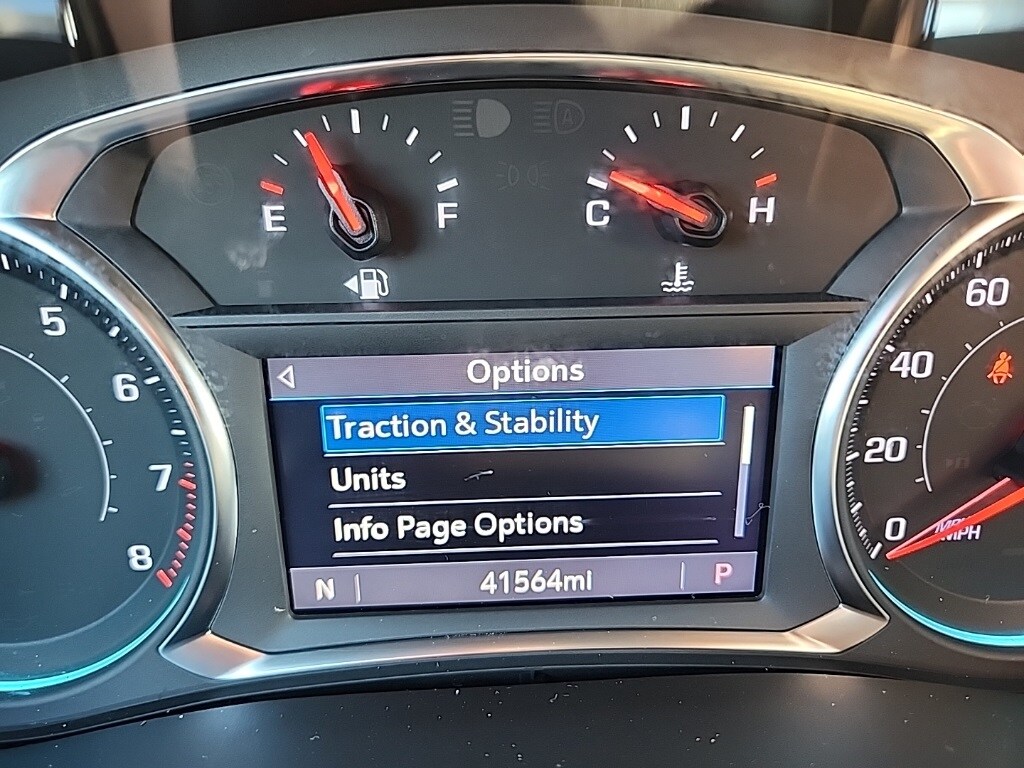 E F
C H
5
6
7
8
60
40
20
0
MPH
Options
Traction & Stability
Units
Info Page Options
N 41564mi P